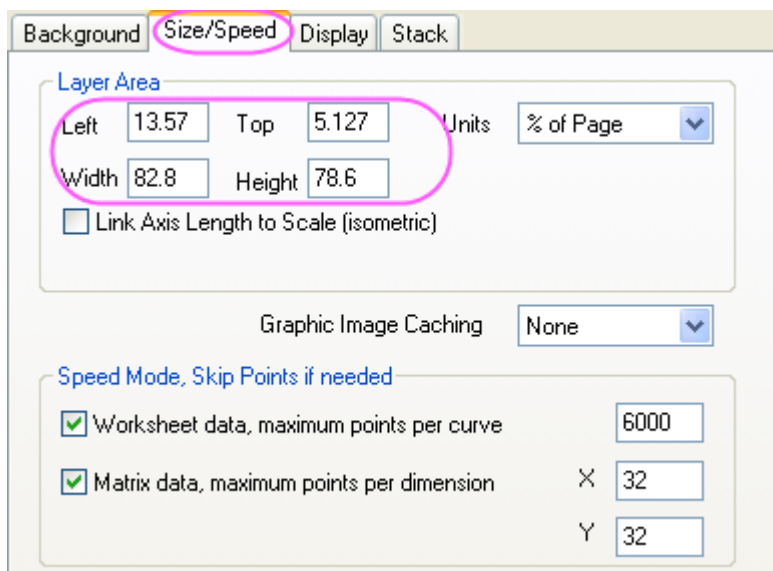 Background Size/Speed Display Stack
Layer Area
Left 13.57 Top 5.127 Units % of Page
Width 82.8 Height 78.6
Link Axis Length to Scale (isometric)
Graphic Image Caching None
Speed Mode, Skip Points if needed
Worksheet data, maximum points per curve 6000
Matrix data, maximum points per dimension X 32
Y 32